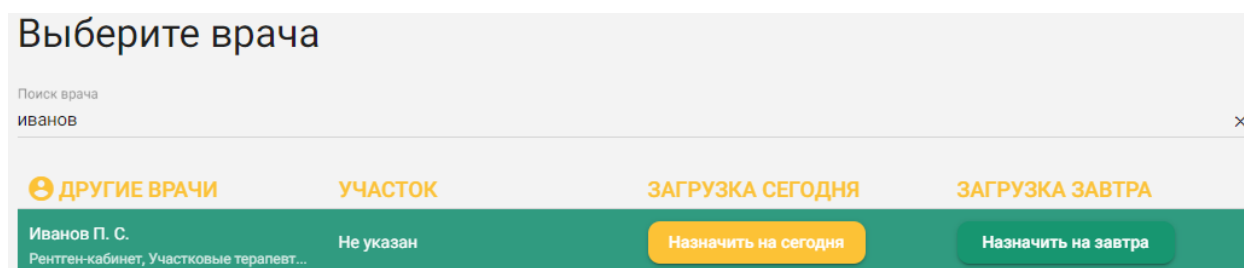 Выберите врача
Поиск врача
иванов
ДРУГИЕ ВРАЧИ УЧАСТОК ЗАГРУЗКА СЕГОДНЯ ЗАГРУЗКА ЗАВТРА
Иванов П. С. Не указан Назначить на сегодня Назначить на завтра
Рентген-кабинет, Участковые терапевт...